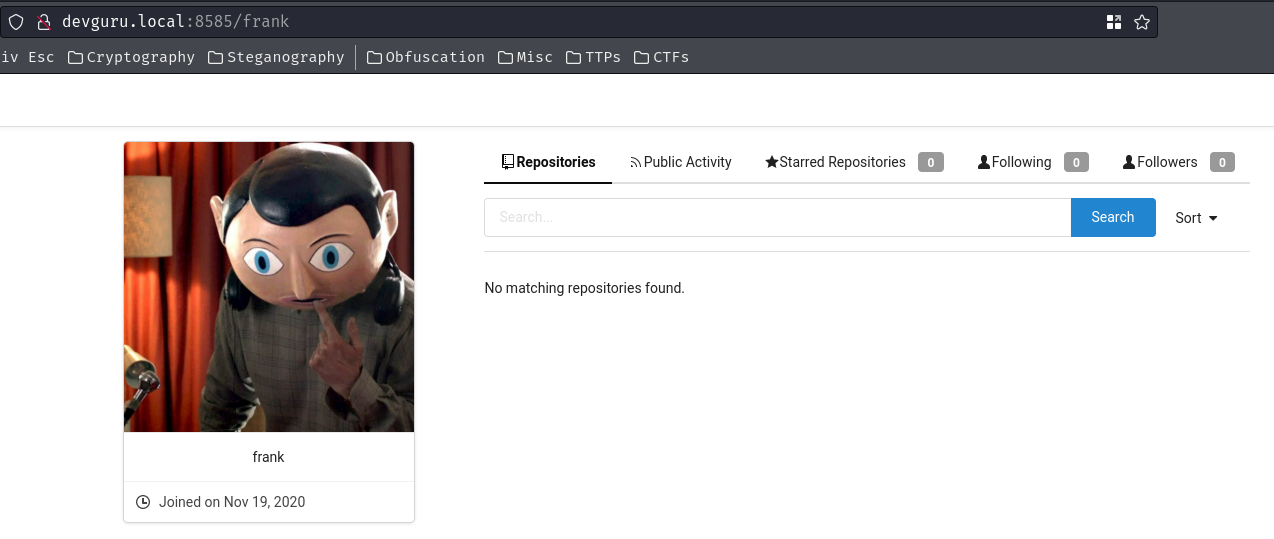 devguru.local:8585/frank
iv Esc Cryptography Steganography Obfuscation Misc TTPs CTFs
Repositories Public Activity Starred Repositories 0 Following 0 Followers 0
Search... Search Sort
No matching repositories found.
frank
Joined on Nov 19, 2020